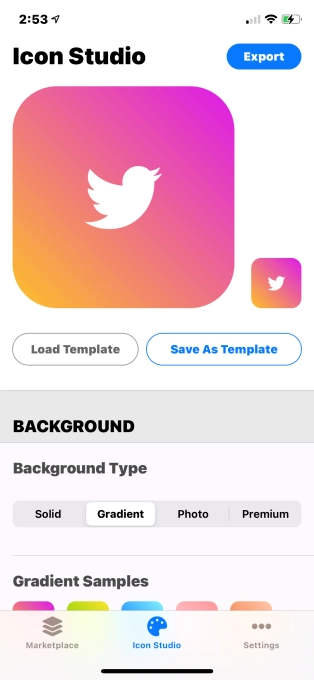 2:53
Icon Studio
Export
Load Template
Save As Template
BACKGROUND
Background Type
Solid
Gradient
Photo
Premium
Gradient Samples
Marketplace
Icon Studio
Settings